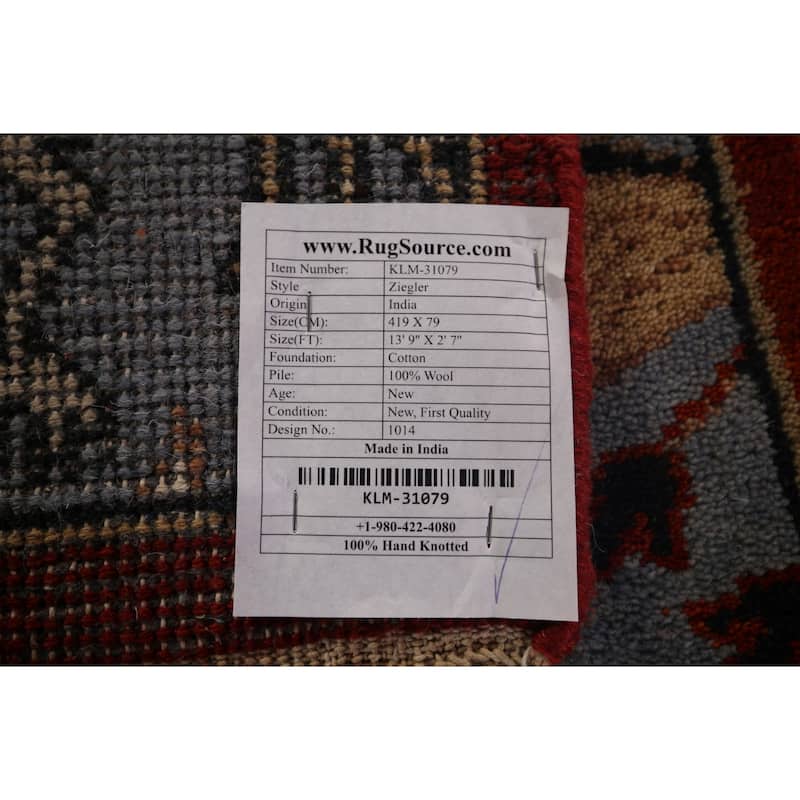 www.RugSource.com
Item Number: KLM-31079
Style Ziegler
Origin India
Size(CM): 419 X 79
Size(FT): 13' 9" X 2' 7"
Foundation: Cotton
Pile: 100% Wool
Age: New
Condition: New, First Quality
Design No.: 1014
Made in India
KLM-31079
+1-980-422-4080
100% Hand Knotted